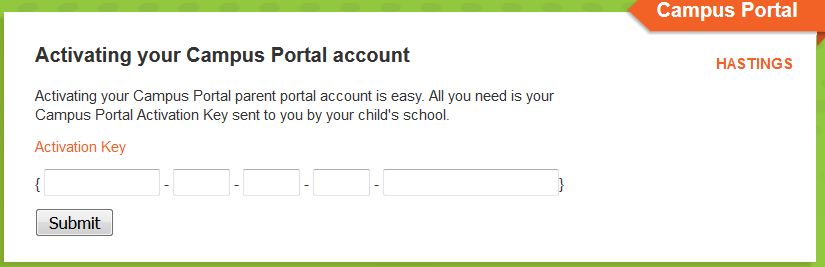 Campus Portal
Activating your Campus Portal account
HASTINGS
Activating your Campus Portal parent portal account is easy. All you need is your
Campus Portal Activation Key sent to you by your child's school.
Activation Key
{ - - - - }
Submit